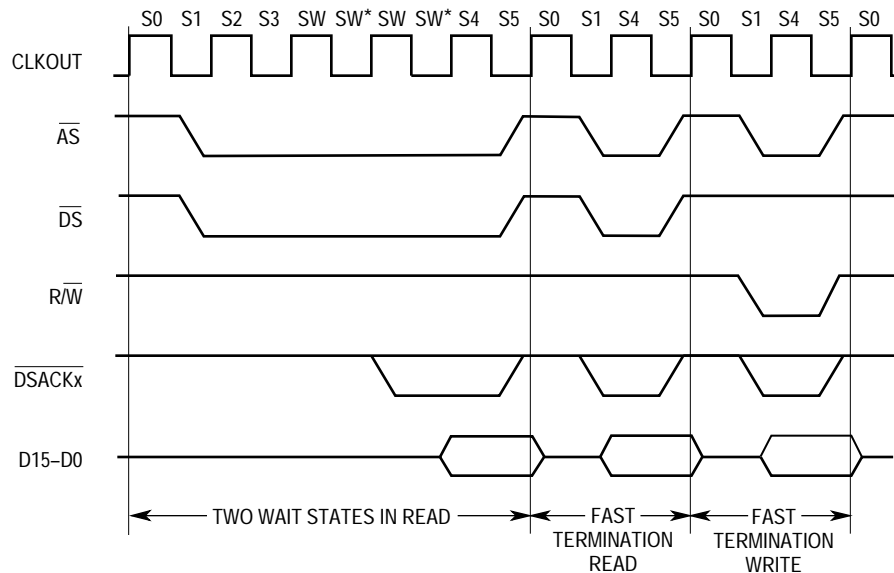 S0 S1 S2 S3 SW SW* SW SW* S4 S5 S0 S1 S4 S5 S0 S1 S4 S5 S0
CLKOUT
AS
DS
R/W
DSACKx
D15–D0
TWO WAIT STATES IN READ
FAST
TERMINATION
READ
FAST
TERMINATION
WRITE